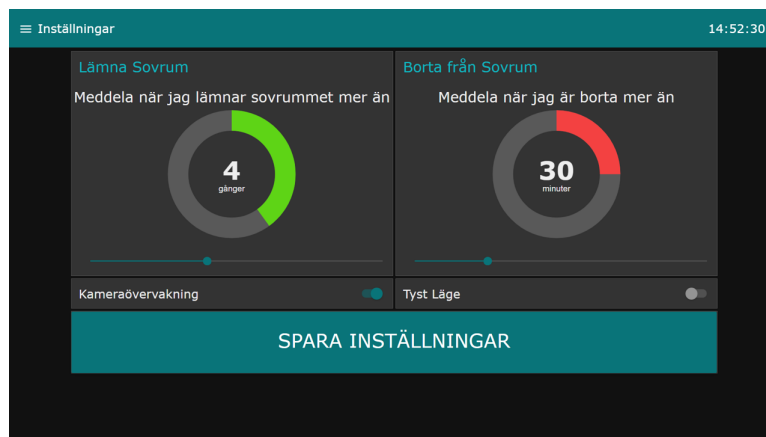 Inställningar
14:52:30
Lämna Sovrum
Meddela när jag lämnar sovrummet mer än
4
gånger
Borta från Sovrum
Meddela när jag är borta mer än
30
minuter
Kameraövervakning
Tyst Läge
SPARA INSTÄLLNINGAR